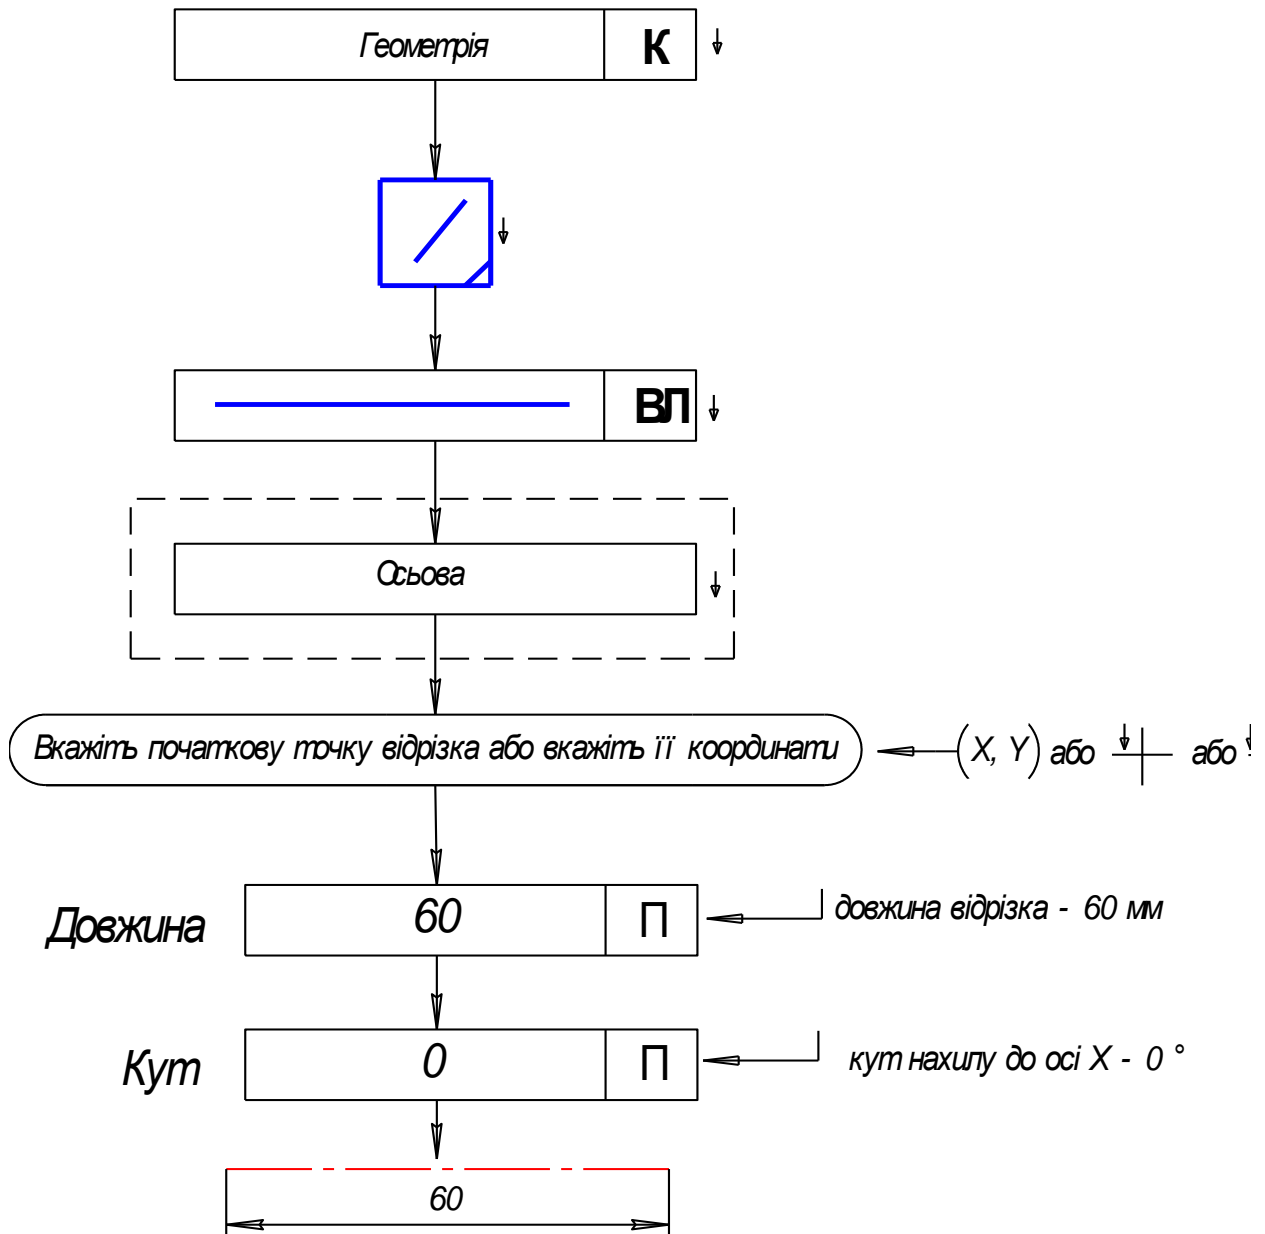 Геометрія К
ВЛ
Осьова
Вкажіть початкову точку відрізка або вкажіть її координати (X, Y) або або
Довжина 60 П довжина відрізка - 60 мм
Кут 0 П кут нахилу до осі X - 0 °
60